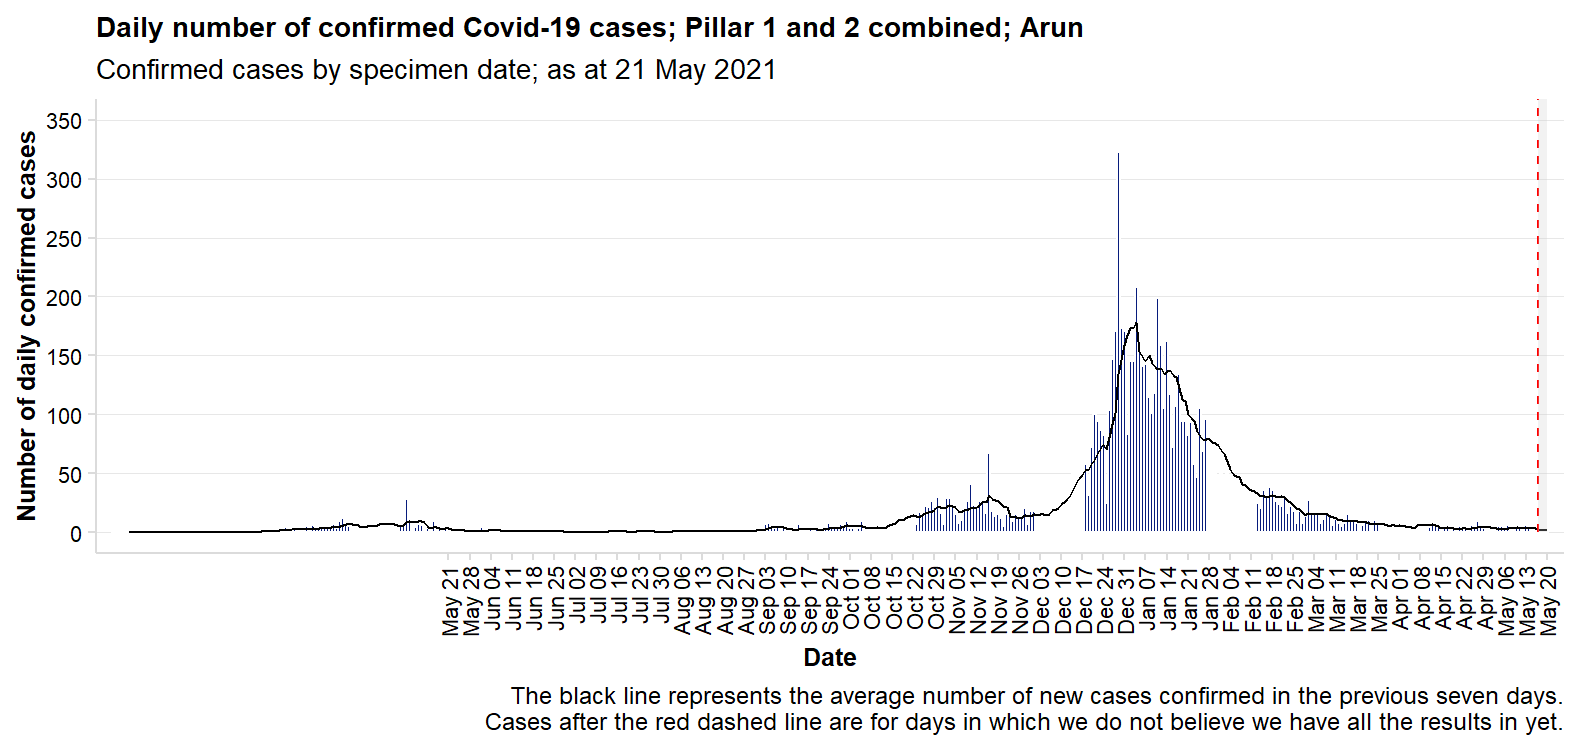 Daily number of confirmed Covid-19 cases; Pillar 1 and 2 combined; Arun
Confirmed cases by specimen date; as at 21 May 2021
Number of daily confirmed cases
350
300
250
200
150
100
50
0
May 21
May 28
Jun 04
Jun 11
Jun 18
Jun 25
Jul 02
Jul 09
Jul 16
Jul 23
Jul 30
Aug 06
Aug 13
Aug 20
Aug 27
Sep 03
Sep 10
Sep 17
Sep 24
Oct 01
Oct 08
Oct 15
Oct 22
Oct 29
Nov 05
Nov 12
Nov 19
Nov 26
Dec 03
Dec 10
Dec 17
Dec 24
Dec 31
Jan 07
Jan 14
Jan 21
Jan 28
Feb 04
Feb 11
Feb 18
Feb 25
Mar 04
Mar 11
Mar 18
Mar 25
Apr 01
Apr 08
Apr 15
Apr 22
Apr 29
May 06
May 13
May 20
Date
The black line represents the average number of new cases confirmed in the previous seven days.
Cases after the red dashed line are for days in which we do not believe we have all the results in yet.